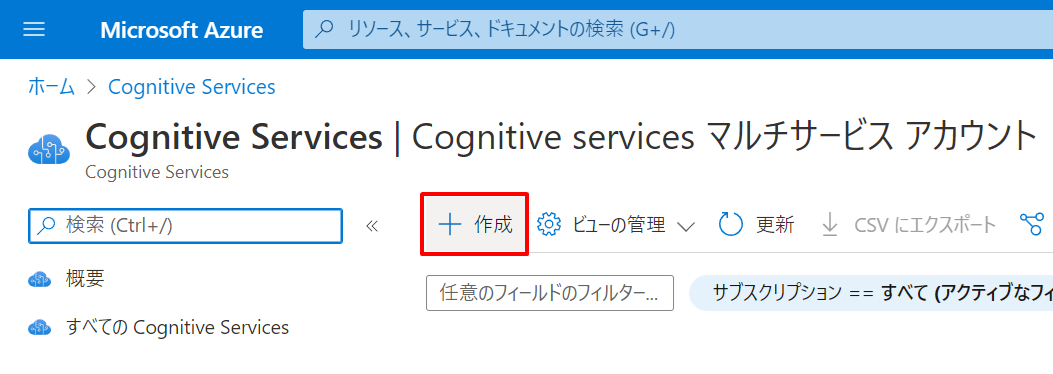 Microsoft Azure
リソース、サービス、ドキュメントの検索 (G+/)
ホーム > Cognitive Services
Cognitive Services | Cognitive services マルチサービス アカウント
Cognitive Services
検索 (Ctrl+/)
«
+ 作成
ビューの管理
更新
CSV にエクスポート
任意のフィールドのフィルター...
サブスクリプション == すべて (アクティブなフィ
概要
すべての Cognitive Services